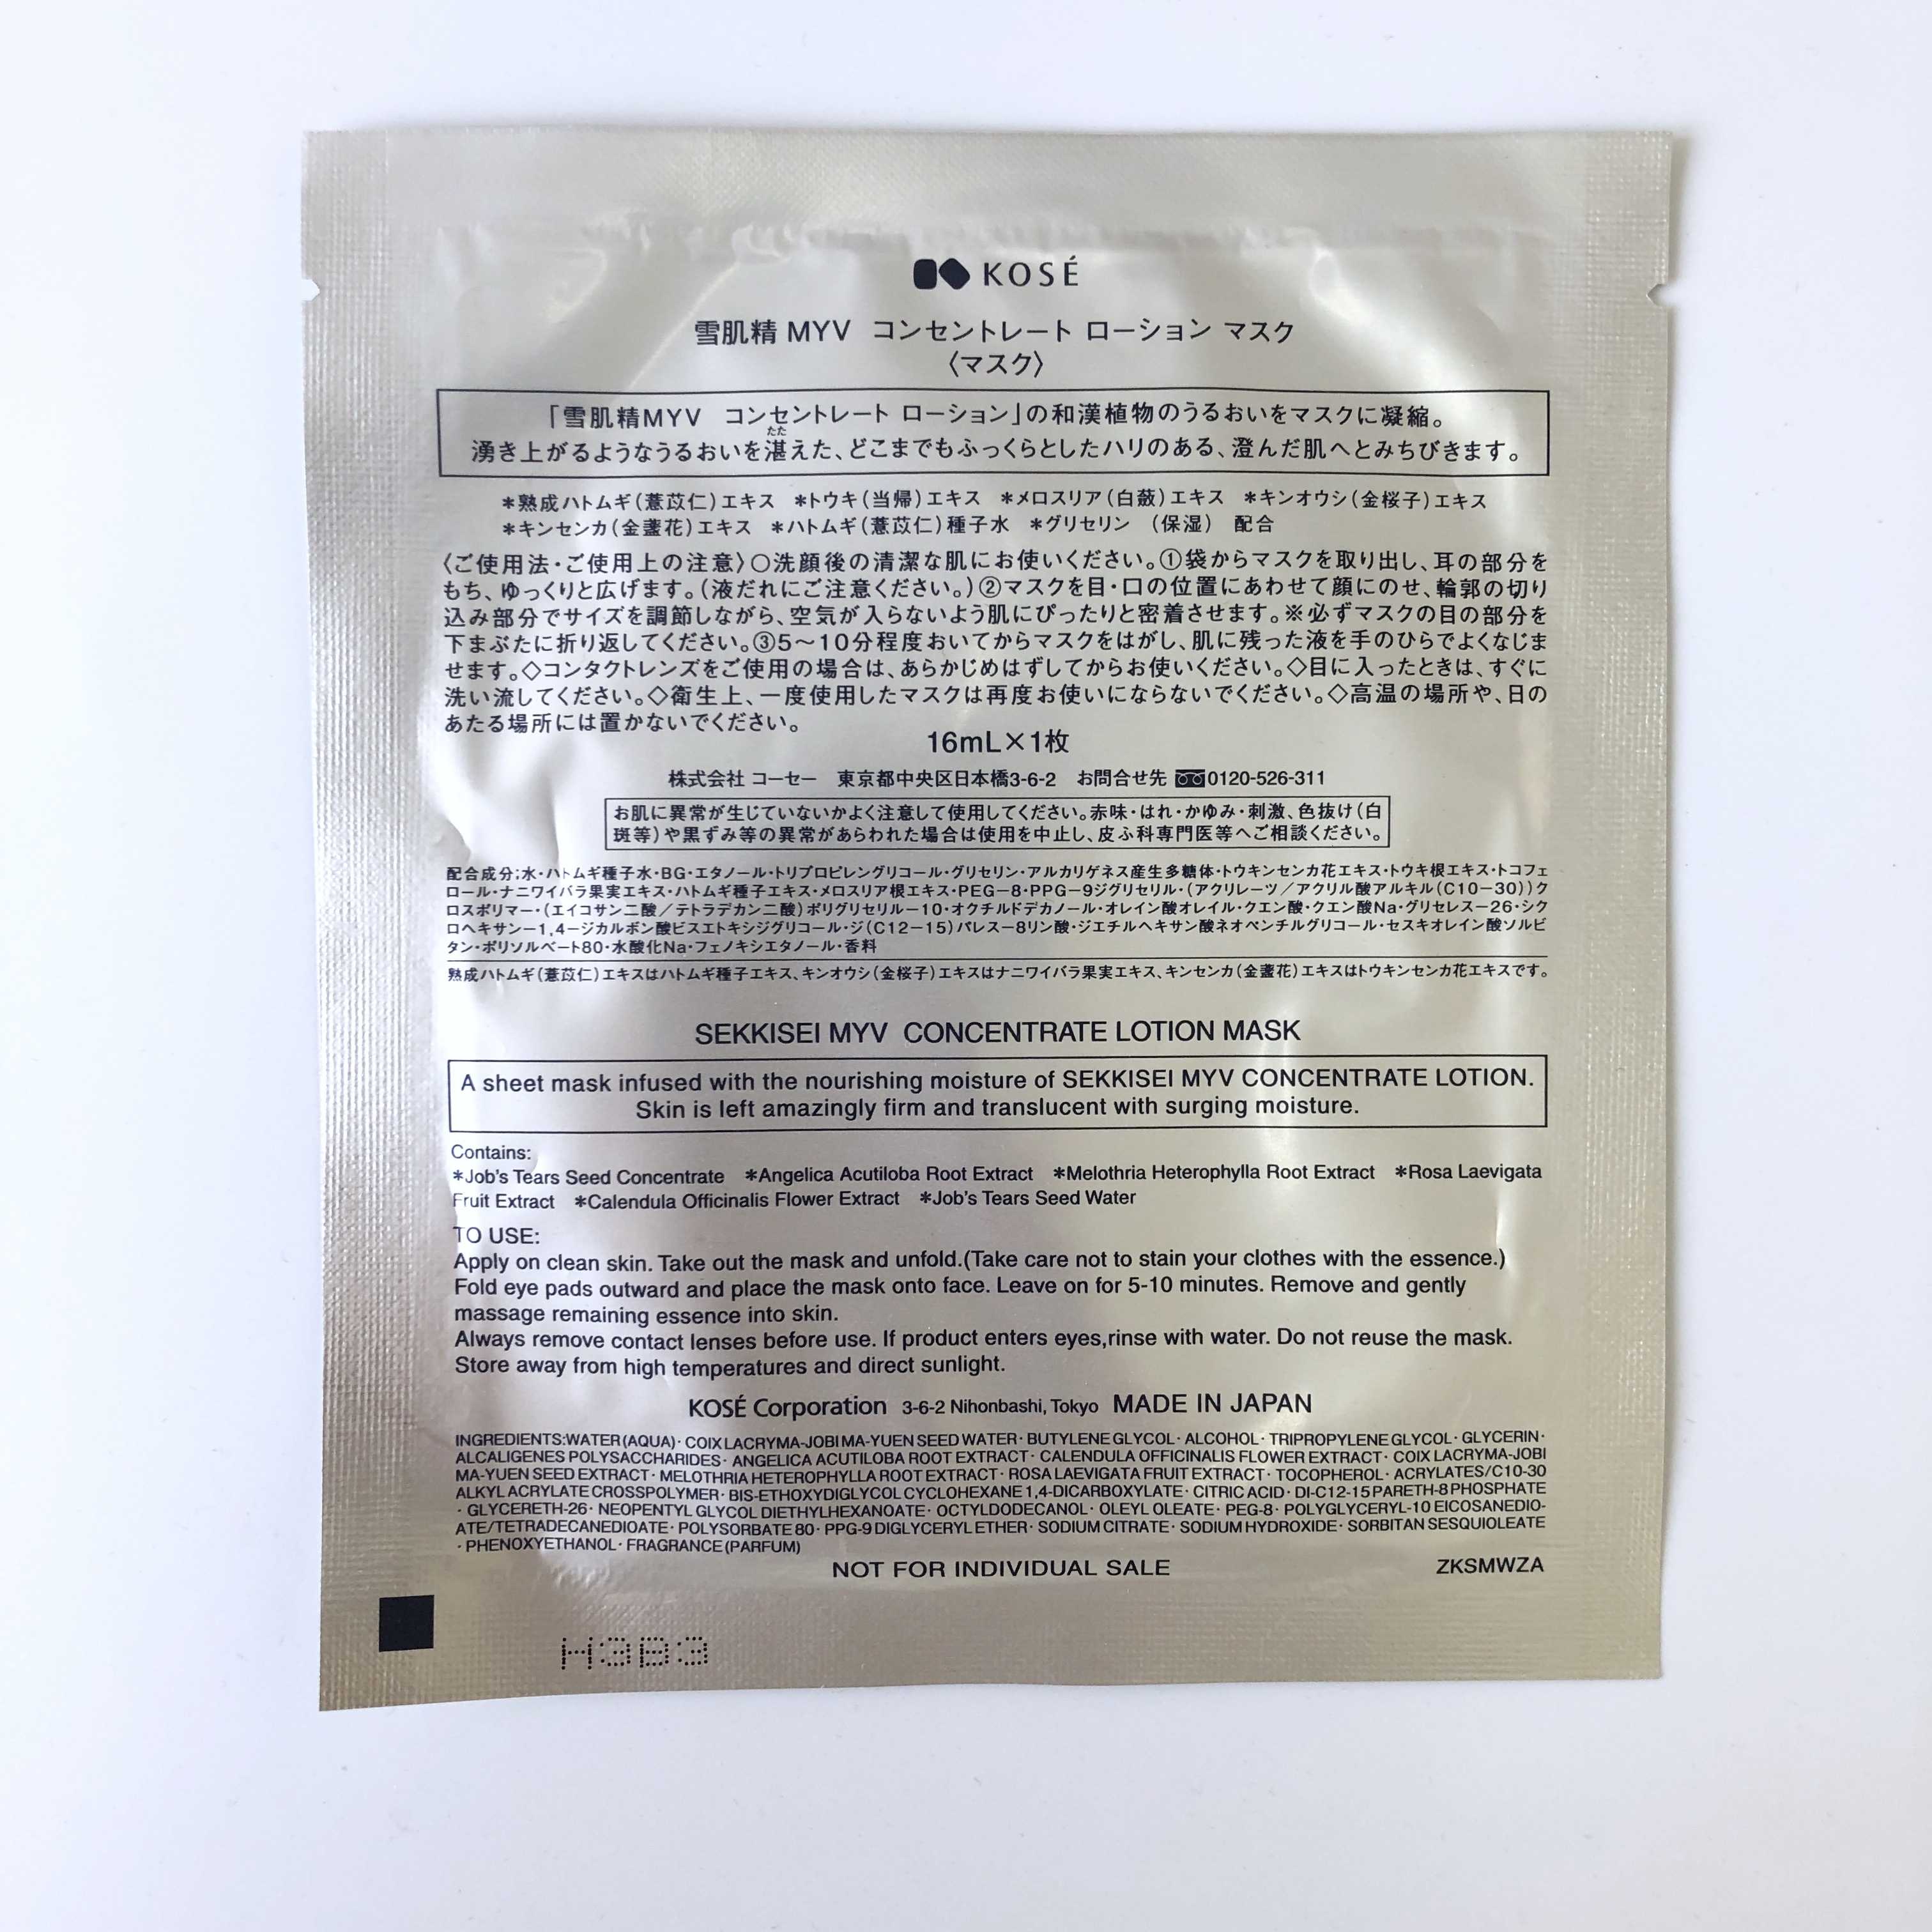 KOSÉ
雪肌精 MYV コンセントレート ローション マスク
〈マスク〉
「雪肌精MYV コンセントレート ローション」の和漢植物のうるおいをマスクに凝縮。
たた
湧き上がるようなうるおいを湛えた、どこまでもふっくらとしたハリのある、澄んだ肌へとみちびきます。
*熟成ハトムギ(薏苡仁)エキス *トウキ(当帰)エキス *メロスリア(白蘞)エキス *キンオウシ(金桜子)エキス
*キンセンカ(金盞花)エキス *ハトムギ(薏苡仁)種子水 *グリセリン (保湿) 配合
〈ご使用法・ご使用上の注意〉○洗顔後の清潔な肌にお使いください。①袋からマスクを取り出し、耳の部分を
もち、ゆっくりと広げます。(液だれにご注意ください。)②マスクを目・口の位置にあわせて顔にのせ、輪郭の切り
込み部分でサイズを調節しながら、空気が入らないよう肌にぴったりと密着させます。※必ずマスクの目の部分を
下まぶたに折り返してください。③5～10分程度おいてからマスクをはがし、肌に残った液を手のひらでよくなじま
せます。◇コンタクトレンズをご使用の場合は、あらかじめはずしてからお使いください。◇目に入ったときは、すぐに
洗い流してください。◇衛生上、一度使用したマスクは再度お使いにならないでください。◇高温の場所や、日の
あたる場所には置かないでください。
16mL×1枚
株式会社 コーセー 東京都中央区日本橋3-6-2 お問合せ先 0120-526-311
お肌に異常が生じていないかよく注意して使用してください。赤味・はれ・かゆみ・刺激、色抜け(白
斑等)や黒ずみ等の異常があらわれた場合は使用を中止し、皮ふ科専門医等へご相談ください。
配合成分;水・ハトムギ種子水・BG・エタノール・トリプロピレングリコール・グリセリン・アルカリゲネス産生多糖体・トウキンセンカ花エキス・トウキ根エキス・トコフェ
ロール・ナニワイバラ果実エキス・ハトムギ種子エキス・メロスリア根エキス・PEG－8・PPG－9ジグリセリル・(アクリレーツ／アクリル酸アルキル(C10－30))ク
ロスポリマー・(エイコサン二酸／テトラデカン二酸)ポリグリセリル－10・オクチルドデカノール・オレイン酸オレイル・クエン酸・クエン酸Na・グリセレス－26・シク
ロヘキサン－1,4－ジカルボン酸ビスエトキシジグリコール・ジ(C12－15)パレス－8リン酸・ジエチルヘキサン酸ネオペンチルグリコール・セスキオレイン酸ソルビ
タン・ポリソルベート80・水酸化Na・フェノキシエタノール・香料
熟成ハトムギ(薏苡仁)エキスはハトムギ種子エキス、キンオウシ(金桜子)エキスはナニワイバラ果実エキス、キンセンカ(金盞花)エキスはトウキンセンカ花エキスです。
SEKKISEI MYV CONCENTRATE LOTION MASK
A sheet mask infused with the nourishing moisture of SEKKISEI MYV CONCENTRATE LOTION.
Skin is left amazingly firm and translucent with surging moisture.
Contains:
*Job's Tears Seed Concentrate *Angelica Acutiloba Root Extract *Melothria Heterophylla Root Extract *Rosa Laevigata
Fruit Extract *Calendula Officinalis Flower Extract *Job's Tears Seed Water
TO USE:
Apply on clean skin. Take out the mask and unfold.(Take care not to stain your clothes with the essence.)
Fold eye pads outward and place the mask onto face. Leave on for 5-10 minutes. Remove and gently
massage remaining essence into skin.
Always remove contact lenses before use. If product enters eyes,rinse with water. Do not reuse the mask.
Store away from high temperatures and direct sunlight.
KOSÉ Corporation 3-6-2 Nihonbashi, Tokyo MADE IN JAPAN
INGREDIENTS:WATER (AQUA)· COIX LACRYMA-JOBI MA-YUEN SEED WATER· BUTYLENE GLYCOL· ALCOHOL· TRIPROPYLENE GLYCOL· GLYCERIN·
ALCALIGENES POLYSACCHARIDES· ANGELICA ACUTILOBA ROOT EXTRACT· CALENDULA OFFICINALIS FLOWER EXTRACT· COIX LACRYMA-JOBI
MA-YUEN SEED EXTRACT· MELOTHRIA HETEROPHYLLA ROOT EXTRACT· ROSA LAEVIGATA FRUIT EXTRACT· TOCOPHEROL· ACRYLATES/C10-30
ALKYL ACRYLATE CROSSPOLYMER· BIS-ETHOXYDIGLYCOL CYCLOHEXANE 1,4-DICARBOXYLATE· CITRIC ACID· DI-C12-15 PARETH-8 PHOSPHATE
· GLYCERETH-26· NEOPENTYL GLYCOL DIETHYLHEXANOATE· OCTYLDODECANOL· OLEYL OLEATE· PEG-8· POLYGLYCERYL-10 EICOSANEDIO-
ATE/TETRADECANEDIOATE· POLYSORBATE 80· PPG-9 DIGLYCERYL ETHER· SODIUM CITRATE· SODIUM HYDROXIDE· SORBITAN SESQUIOLEATE
· PHENOXYETHANOL· FRAGRANCE (PARFUM)
NOT FOR INDIVIDUAL SALE ZKSMWZA
H3B3